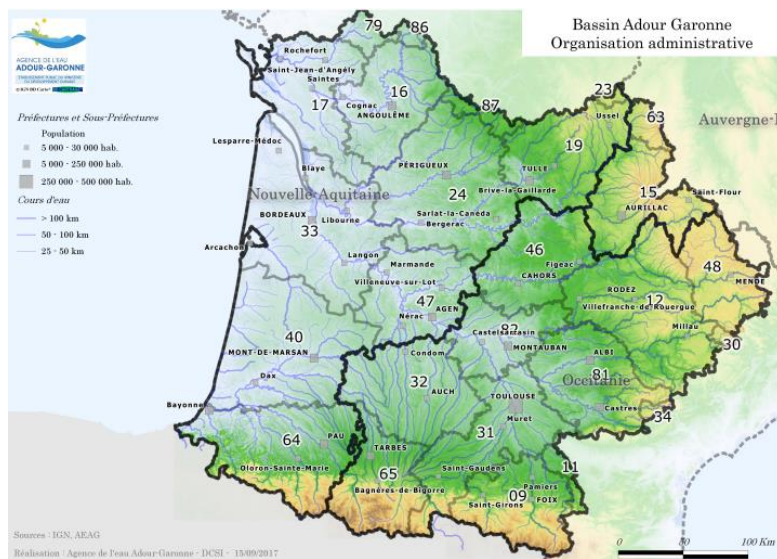 Bassin Adour Garonne
Organisation administrative
AGENCE DE L'EAU
ADOUR-GARONNE
Préfectures et Sous-Préfectures
Population
5 000 - 30 000 hab.
5 000 - 250 000 hab.
250 000 - 500 000 hab.
Cours d'eau
> 100 km
50 - 100 km
25 - 50 km
79
86
Rochefort
Saint-Jean-d'Angély
Saintes
17
16
Cognac
ANGOULÊME
87
23
Ussel
63
Auvergne-
19
Lesparre-Médoc
Blaye
PÉRIGUEUX
TULLE
Brive-la-Gaillarde
15
Saint-Flour
AURILLAC
Nouvelle-Aquitaine
24
BORDEAUX
33
Libourne
Sarlat-la-Canéda
Bergerac
Arcachon
46
Langon
Marmande
Figeac
CAHORS
48
MENDE
Villeneuve-sur-Lot
RODEZ
12
Villefranche-de-Rouergue
47
AGEN
Nérac
Millau
30
40
Castelsarrasin
82
MONTAUBAN
MONT-DE-MARSAN
Condom
ALBI
81
Dax
32
AUCH
Occitanie
TOULOUSE
Castres
34
Bayonne
Muret
31
64
PAU
TARBES
Oloron-Sainte-Marie
65
Saint-Gaudens
11
Bagnères-de-Bigorre
Pamiers
09
FOIX
Saint-Girons
Sources : IGN, AEAG
Réalisation : Agence de l'eau Adour-Garonne - DCSI - 15/09/2017
0 50 100 Km